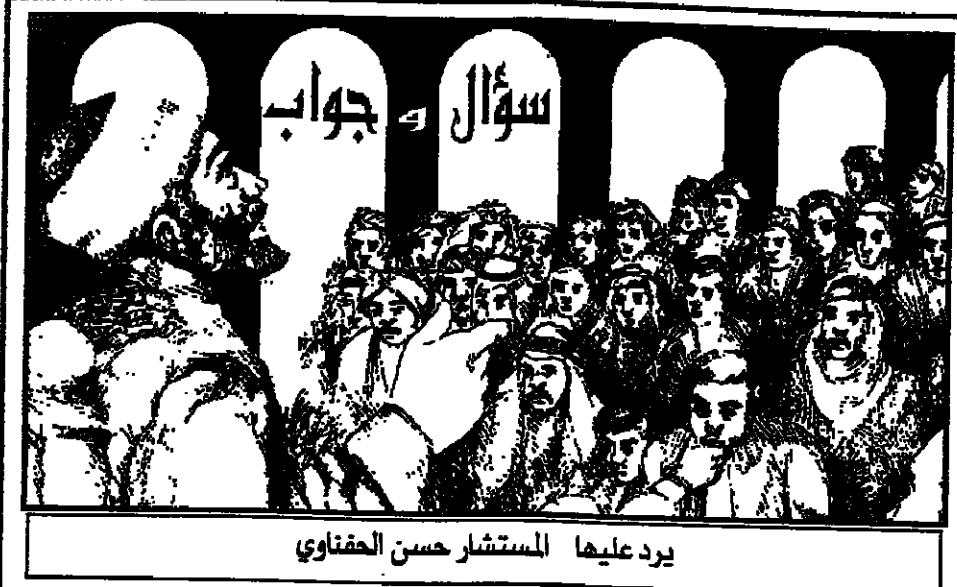 سؤال و جواب
يرد عليها المستشار حسن الحفناوي